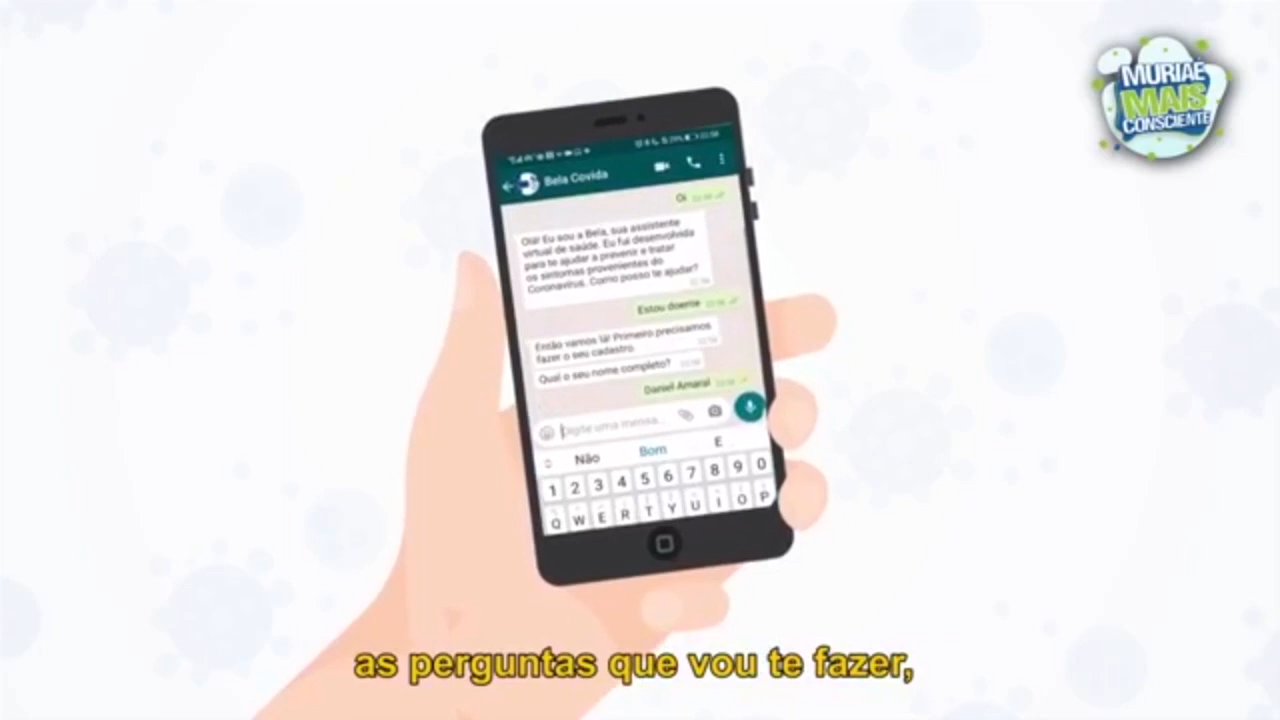 MURIAÉ
MAIS
CONSCIENTE
Bela Covida
Oi
Olá! Eu sou a Bela, sua assistente
virtual de saúde. Eu fui desenvolvida
para te ajudar a prevenir e tratar
os sintomas provenientes do
Coronavírus. Como posso te ajudar?
Estou doente
Então vamos lá! Primeiro precisamos
fazer o seu cadastro.
Qual o seu nome completo?
Daniel Amaral
Digite uma mensa...
Não Bom E
1 2 3 4 5 6 7 8 9 0
Q W E R T Y U I O P
as perguntas que vou te fazer,